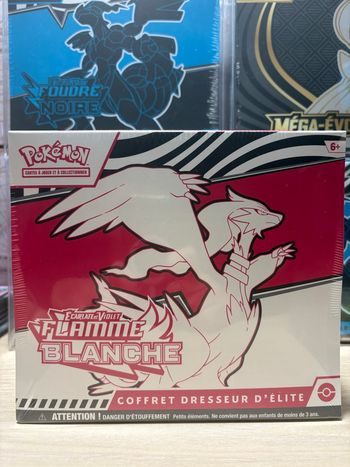 FOUDRE
NOIRE
MÉGA-ÉV
POKÉMON
CARTES À JOUER ET À COLLECTIONNER
6+
ÉCARLATE ET VIOLET
FLAMME
BLANCHE
COFFRET DRESSEUR D'ÉLITE
ATTENTION ! DANGER D'ÉTOUFFEMENT Petits éléments. Ne convient pas aux enfants de moins de 3 ans.